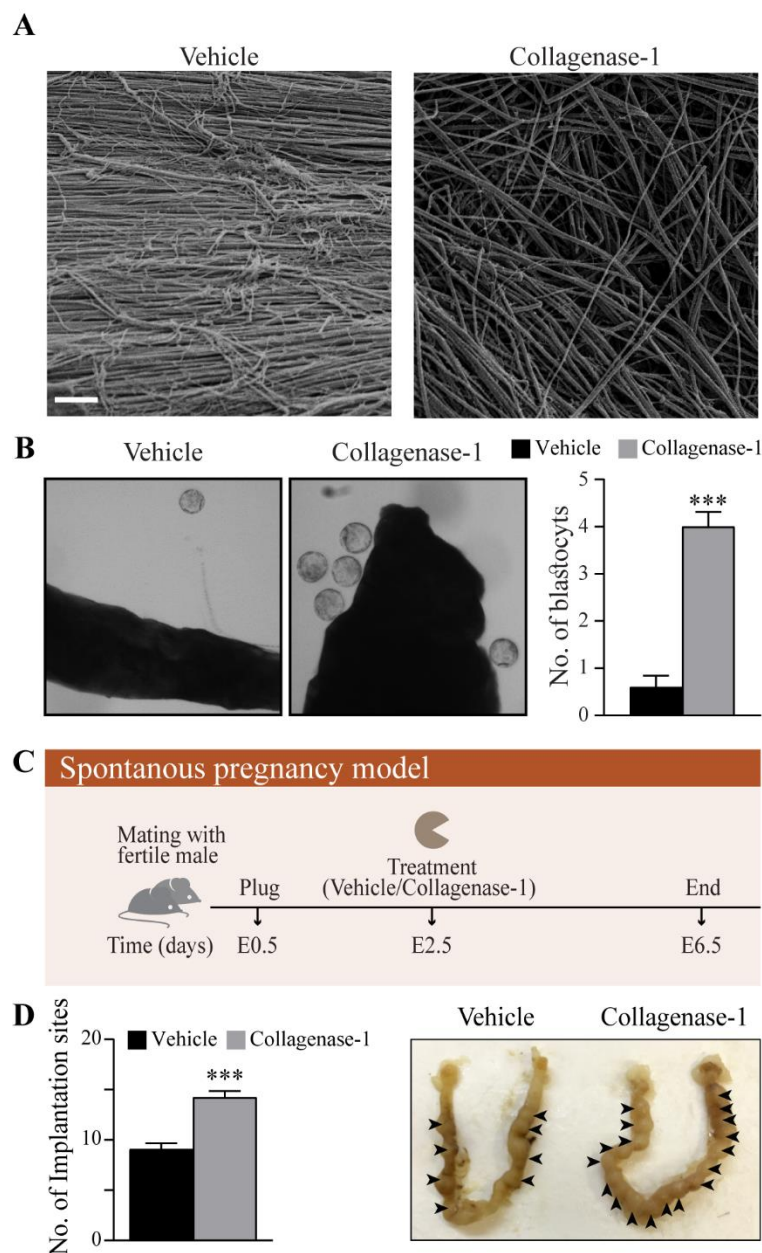 A
Vehicle
Collagenase-1
B
Vehicle
Collagenase-1
Vehicle
Collagenase-1
No. of blastocyts
5
4
3
2
1
0
***
C
Spontanous pregnancy model
Mating with
fertile male
Treatment
(Vehicle/Collagenase-1)
Plug
End
Time (days)
E0.5
E2.5
E6.5
D
Vehicle
Collagenase-1
No. of Implantation sites
20
10
0
***
Vehicle
Collagenase-1